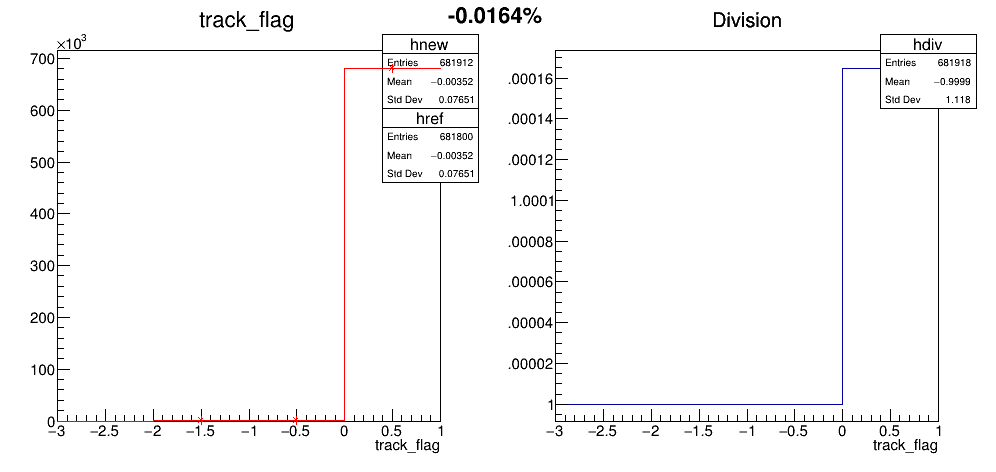 -0.0164%
track_flag
×10³
700
600
500
400
300
200
100
0
−3 −2.5 −2 −1.5 −1 −0.5 0 0.5 1
track_flag
hnew
Entries 681912
Mean −0.00352
Std Dev 0.07651
href
Entries 681800
Mean −0.00352
Std Dev 0.07651
Division
.00016
.00014
.00012
1.0001
.00008
.00006
.00004
.00002
1
−3 −2.5 −2 −1.5 −1 −0.5 0 0.5 1
track_flag
hdiv
Entries 681918
Mean −0.9999
Std Dev 1.118